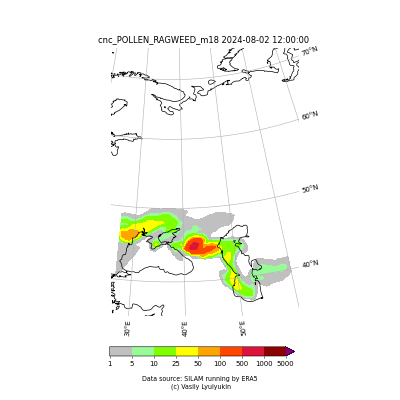 cnc_POLLEN_RAGWEED_m18 2024-08-02 12:00:00
70°N
60°N
50°N
40°N
30°E
40°E
50°E
1 5 10 25 50 100 500 1000 5000
Data source: SILAM running by ERA5
(c) Vasily Lyulyukin